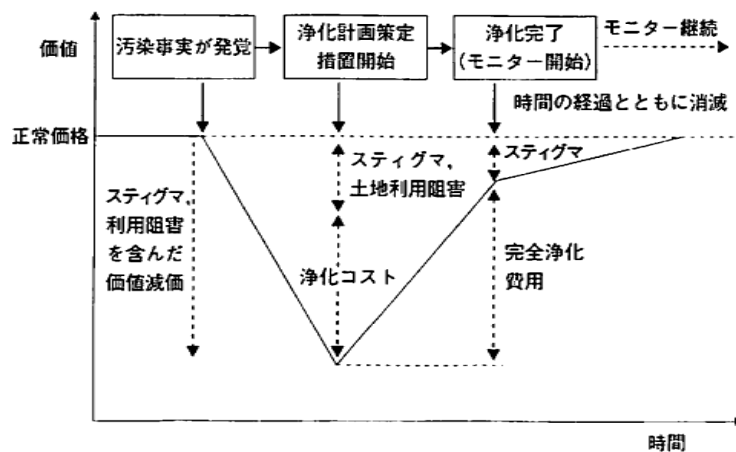 価値
汚染事実が発覚
浄化計画策定
措置開始
浄化完了
(モニター開始)
モニター継続
時間の経過とともに消滅
正常価格
スティグマ,
利用阻害
を含んだ
価値減価
スティグマ,
土地利用阻害
スティグマ
浄化コスト
完全浄化
費用
時間